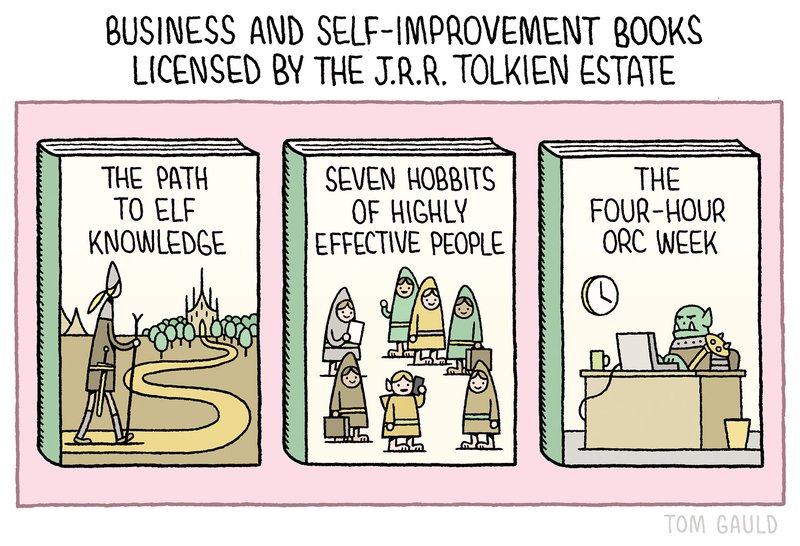 BUSINESS AND SELF-IMPROVEMENT BOOKS
LICENSED BY THE J.R.R. TOLKIEN ESTATE
THE PATH
TO ELF
KNOWLEDGE
SEVEN HOBBITS
OF HIGHLY
EFFECTIVE PEOPLE
THE
FOUR-HOUR
ORC WEEK
TOM GAULD